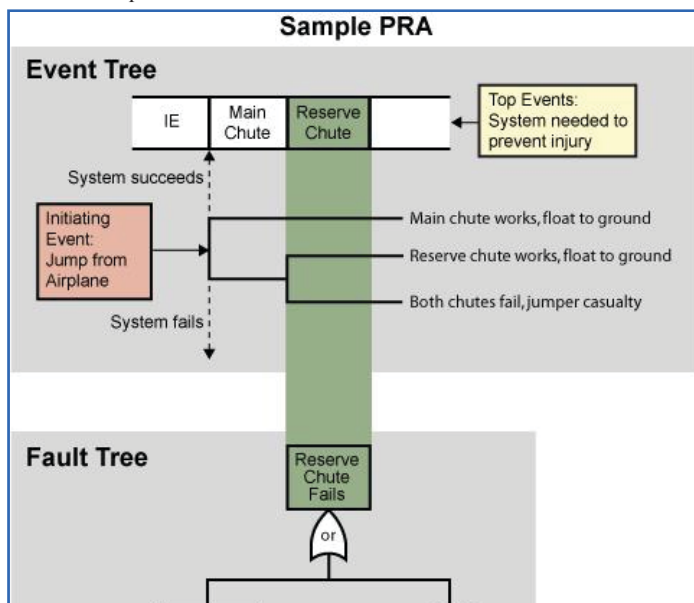 Sample PRA
Event Tree
IE
Main
Chute
Reserve
Chute
Top Events:
System needed to
prevent injury
System succeeds
Initiating
Event:
Jump from
Airplane
Main chute works, float to ground
Reserve chute works, float to ground
Both chutes fail, jumper casualty
System fails
Fault Tree
Reserve
Chute
Fails
or